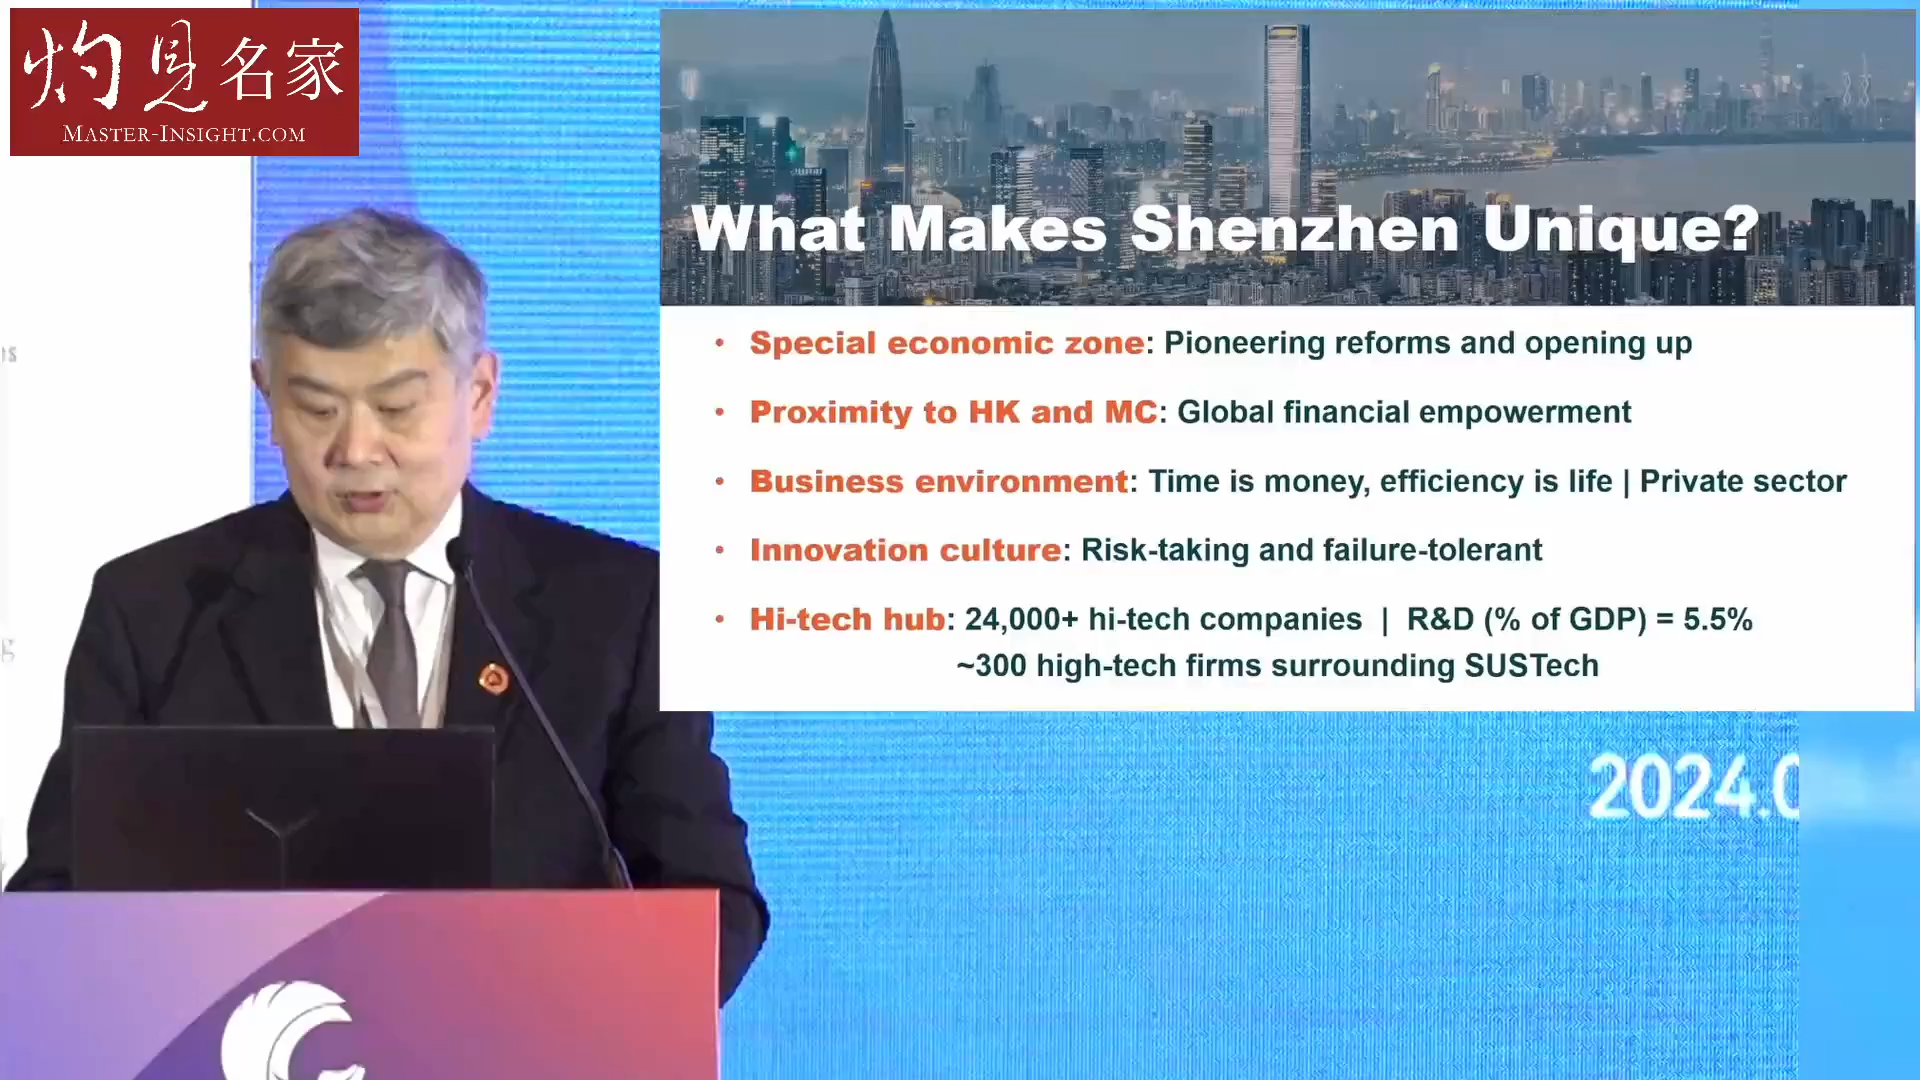 灼見名家
MASTER-INSIGHT.COM
What Makes Shenzhen Unique?
• Special economic zone: Pioneering reforms and opening up
• Proximity to HK and MC: Global financial empowerment
• Business environment: Time is money, efficiency is life | Private sector
• Innovation culture: Risk-taking and failure-tolerant
• Hi-tech hub: 24,000+ hi-tech companies | R&D (% of GDP) = 5.5%
~300 high-tech firms surrounding SUSTech
2024.0